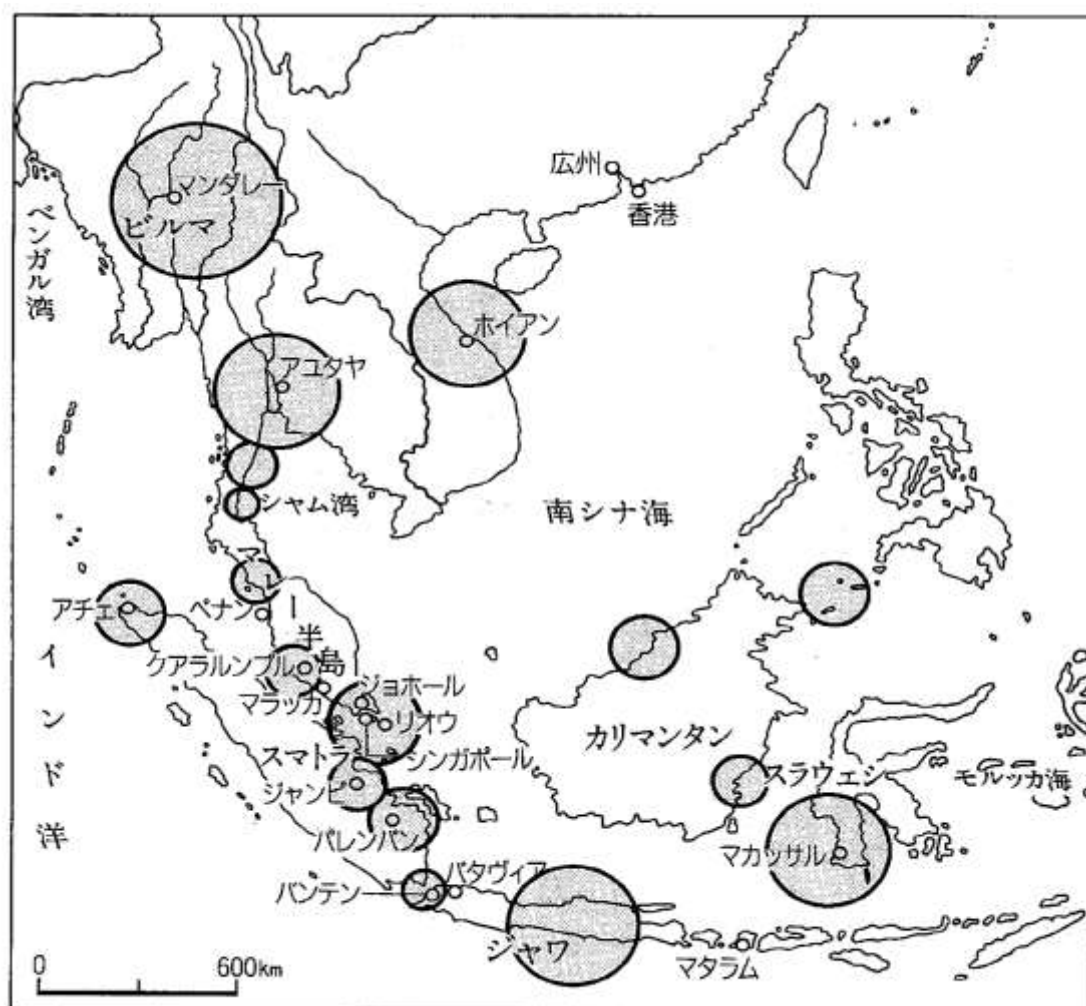 広州
香港
マンダレー
ビルマ
ベンガル湾
ホイアン
アユタヤ
シャム湾
南シナ海
マレー半島
アチェ
ペナン
クアラルンプル
マラッカ
ジョホール
リオウ
シンガポール
スマトラ
ジャンビ
パレンバン
カリマンタン
スラウェシ
モルッカ海
マカッサル
インド洋
バンテン
バタヴィア
ジャワ
マタラム
0 600km